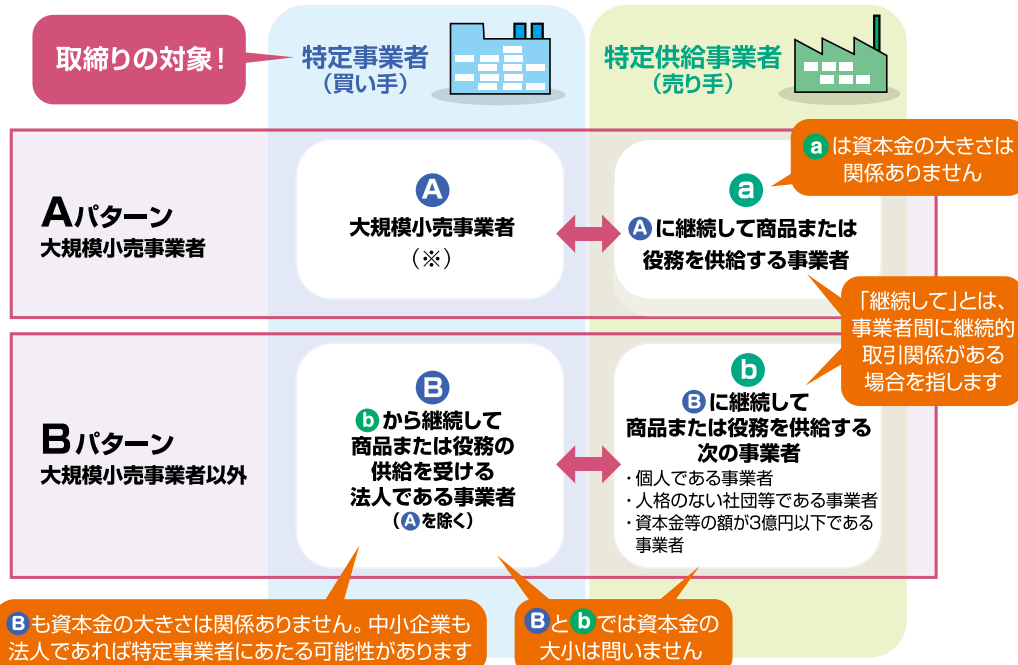 取締りの対象！
特定事業者
（買い手）
特定供給事業者
（売り手）
Aパターン
大規模小売事業者
A
大規模小売事業者
（※）
a
Aに継続して商品または
役務を供給する事業者
aは資本金の大きさは
関係ありません
「継続して」とは、
事業者間に継続的
取引関係がある
場合を指します
Bパターン
大規模小売事業者以外
B
bから継続して
商品または役務の
供給を受ける
法人である事業者
（Aを除く）
b
Bに継続して
商品または役務を供給する
次の事業者
・個人である事業者
・人格のない社団等である事業者
・資本金等の額が3億円以下である
事業者
Bも資本金の大きさは関係ありません。中小企業も
法人であれば特定事業者にあたる可能性があります
Bとbでは資本金の
大小は問いません